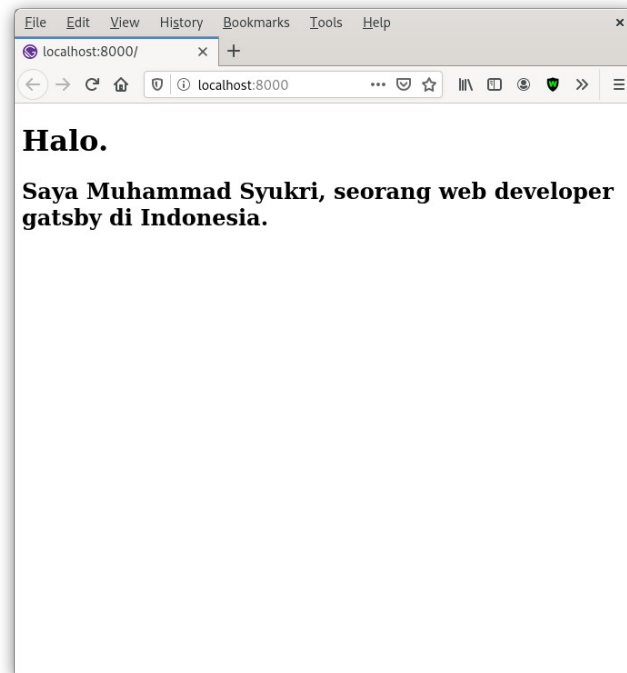 File Edit View History Bookmarks Tools Help
localhost:8000/
localhost:8000
Halo.
Saya Muhammad Syukri, seorang web developer
gatsby di Indonesia.